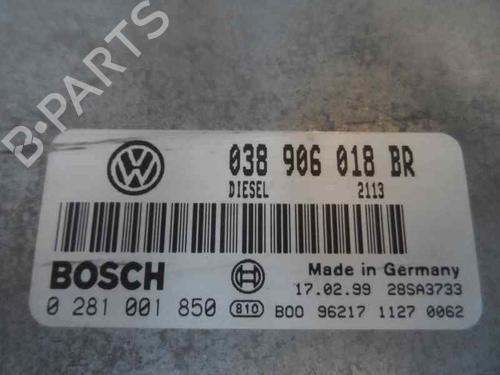 B-PARTS
038 906 018 BR
DIESEL 2113
BOSCH
Made in Germany
17.02.99 28SA3733
0 281 001 850 810 B00 96217 1127 0062